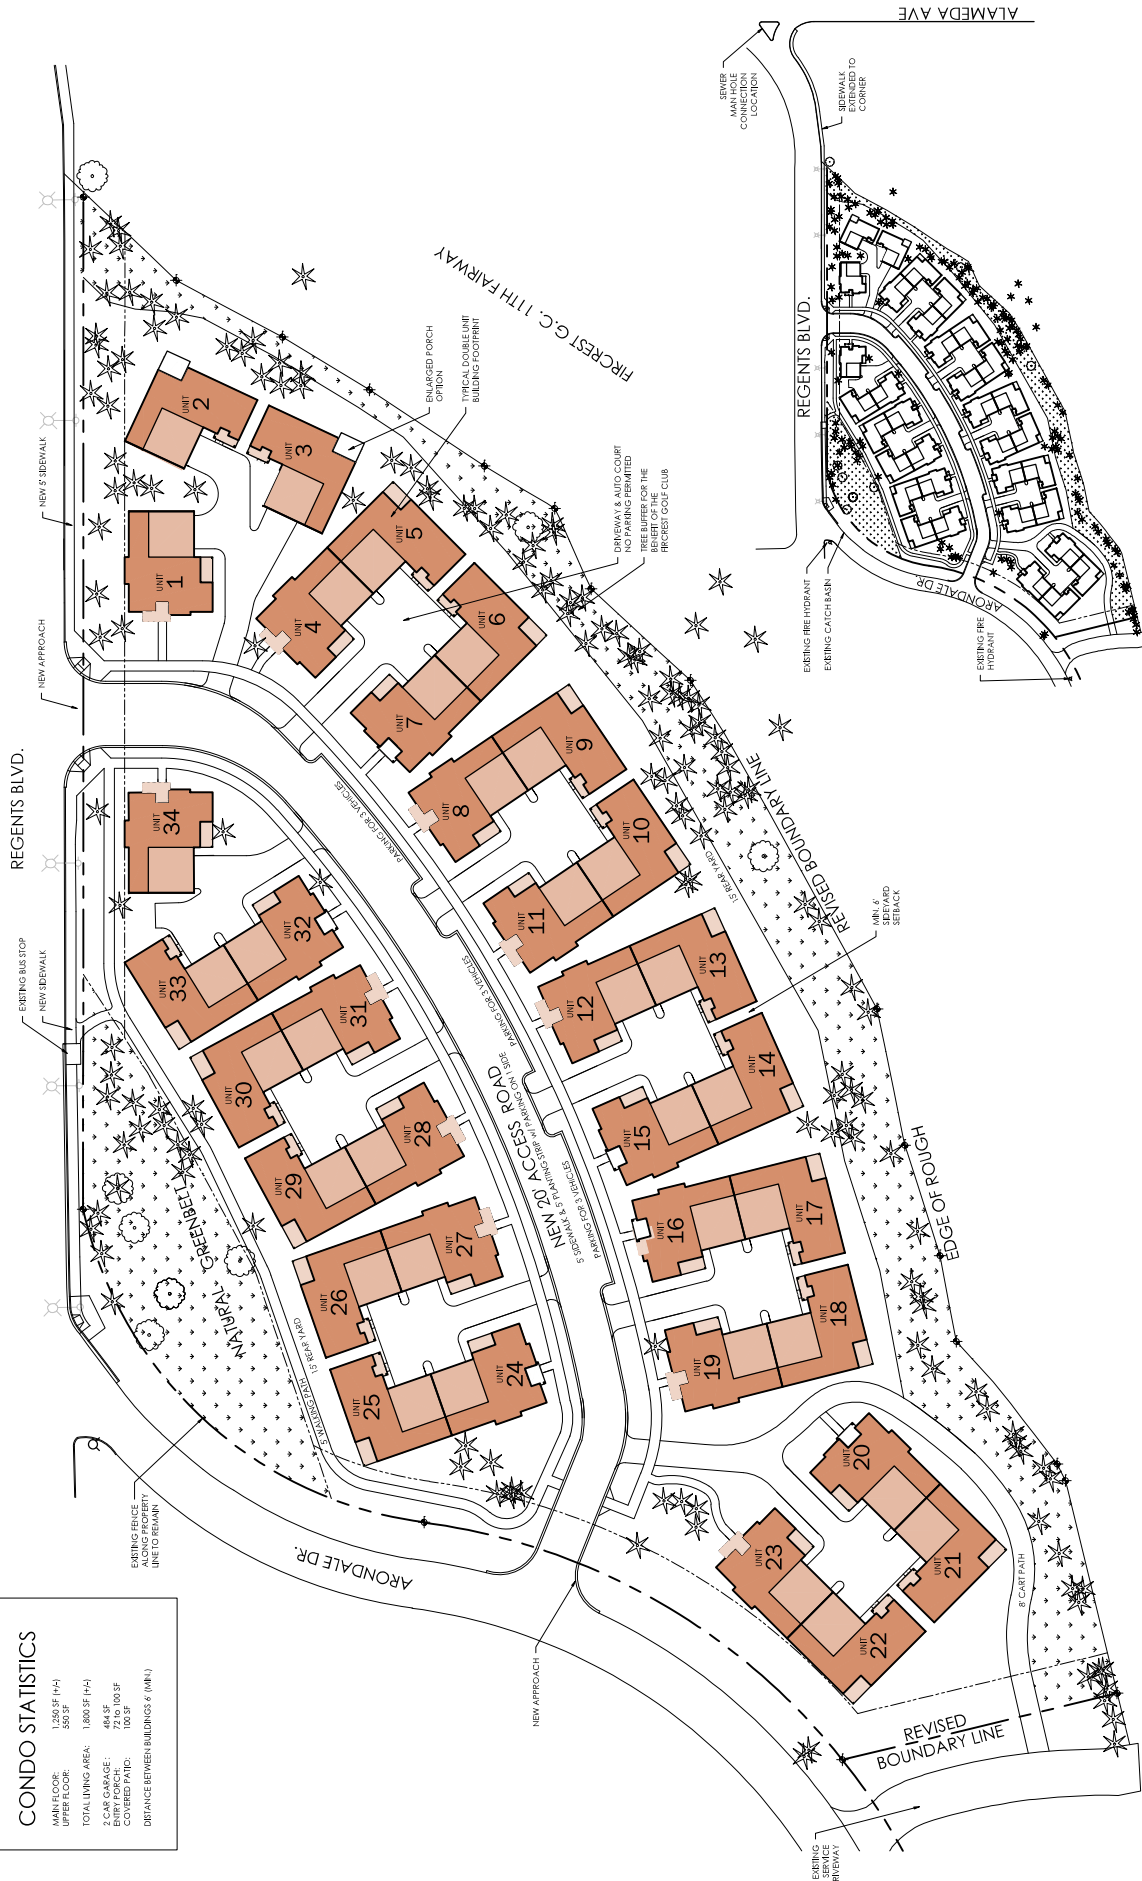 CONDO STATISTICS
MAIN FLOOR: 1,250 SF (+/-)
UPPER FLOOR: 550 SF
TOTAL LIVING AREA: 1,800 SF (+/-)
2 CAR GARAGE: 484 SF
ENTRY PORCH: 72 to 100 SF
COVERED PATIO: 100 SF
DISTANCE BETWEEN BUILDINGS 6' (MIN.)
REGENTS BLVD.
EXISTING BUS STOP
NEW SIDEWALK
NEW APPROACH
NEW 5' SIDEWALK
EXISTING FENCE
ALONG PROPERTY
LINE TO REMAIN
NATURAL
GREENBELT
5' WALKING PATH
15' REAR YARD
ARONDALE DR.
NEW APPROACH
NEW 20' ACCESS ROAD
5' SIDEWALK & 5' PLANTING STRIP W/ PARKING ON 1 SIDE
PARKING FOR 3 VEHICLES
PARKING FOR 3 VEHICLES
PARKING FOR 3 VEHICLES
UNIT
1
UNIT
2
UNIT
3
UNIT
4
UNIT
5
UNIT
6
UNIT
7
UNIT
8
UNIT
9
UNIT
10
UNIT
11
UNIT
12
UNIT
13
UNIT
14
UNIT
15
UNIT
16
UNIT
17
UNIT
18
UNIT
19
UNIT
20
UNIT
21
UNIT
22
UNIT
23
UNIT
24
UNIT
25
UNIT
26
UNIT
27
UNIT
28
UNIT
29
UNIT
30
UNIT
31
UNIT
32
UNIT
33
UNIT
34
FIRCREST G.C. 11TH FAIRWAY
ENLARGED PORCH
OPTION
TYPICAL DOUBLE UNIT
BUILDING FOOTPRINT
DRIVEWAY & AUTO COURT
NO PARKING PERMITTED
TREE BUFFER FOR THE
BENEFIT OF THE
FIRCREST GOLF CLUB
15' REAR YARD
REVISED BOUNDARY LINE
MIN. 6'
SIDEYARD
SETBACK
EDGE OF ROUGH
8' CART PATH
REVISED
BOUNDARY LINE
EXISTING
SERVICE
RIVEWAY
ALAMEDA AVE
SEWER
MAN HOLE
CONNECTION
LOCATION
SIDEWALK
EXTENDED TO
CORNER
REGENTS BLVD.
EXISTING FIRE HYDRANT
EXISTING CATCH BASIN
ARONDALE DR
EXISTING FIRE
HYDRANT